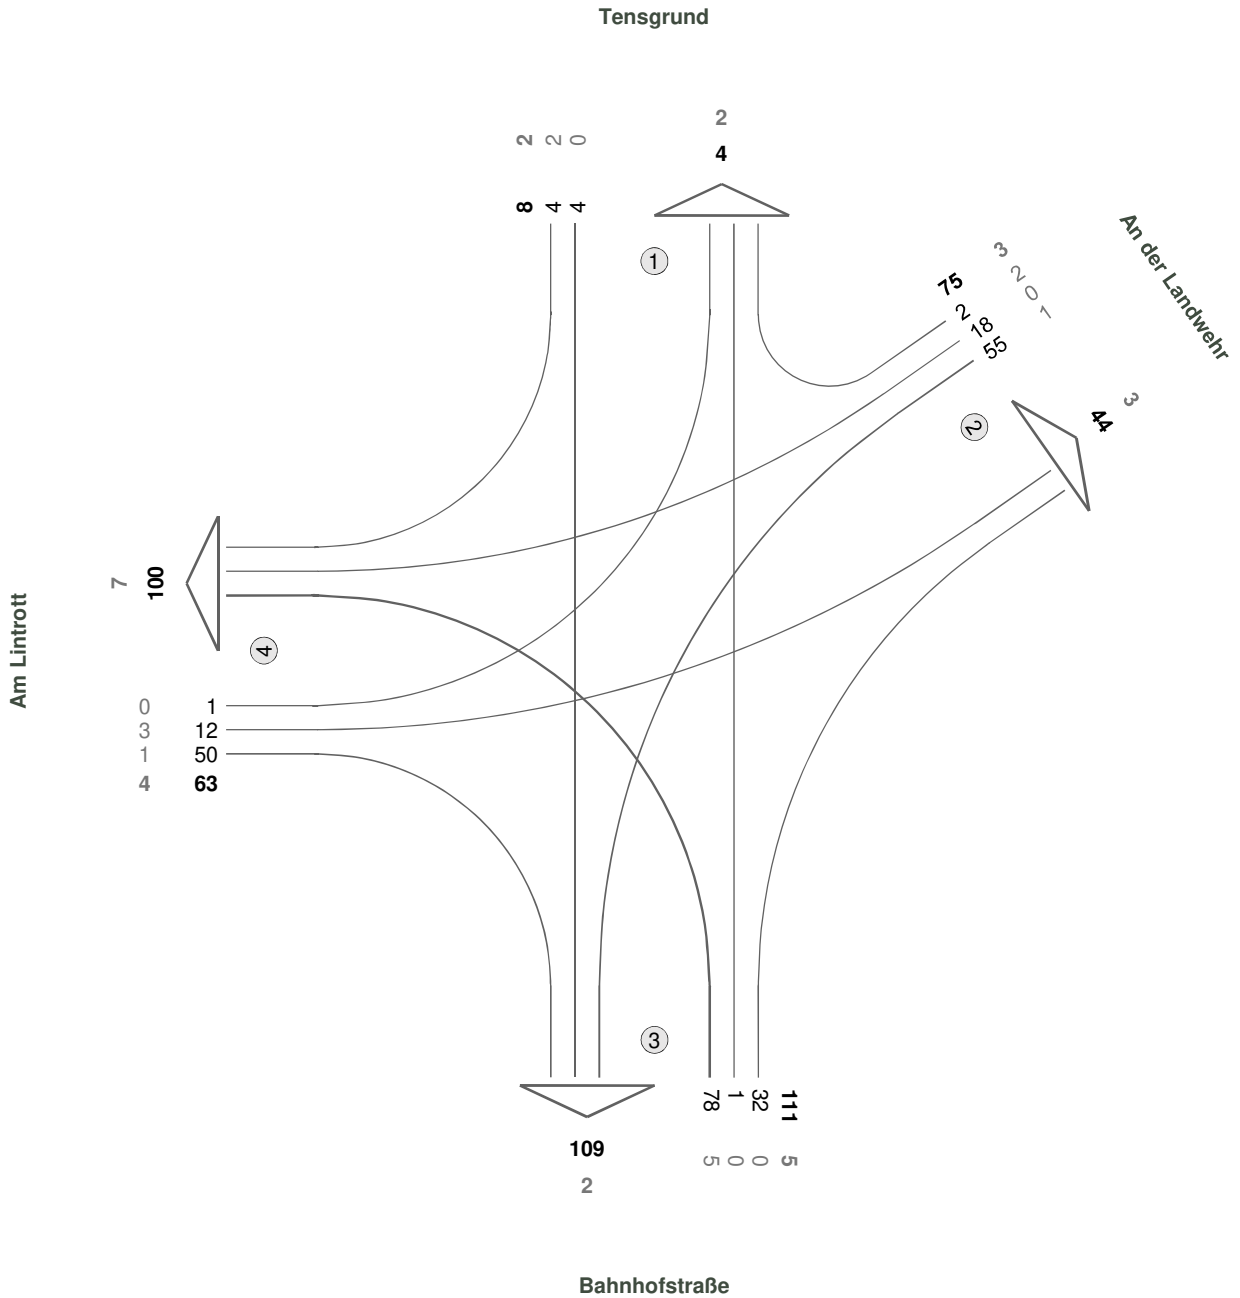 Tensgrund
2
4
2 2 0
8 4 4
1
An der Landwehr
3 2 0 1
75 2 18 55
2
3
44
7
100
Am Lintrott
4
0 1
3 12
1 50
4 63
3
78 1 32 111
5 0 0 5
109
2
Bahnhofstraße